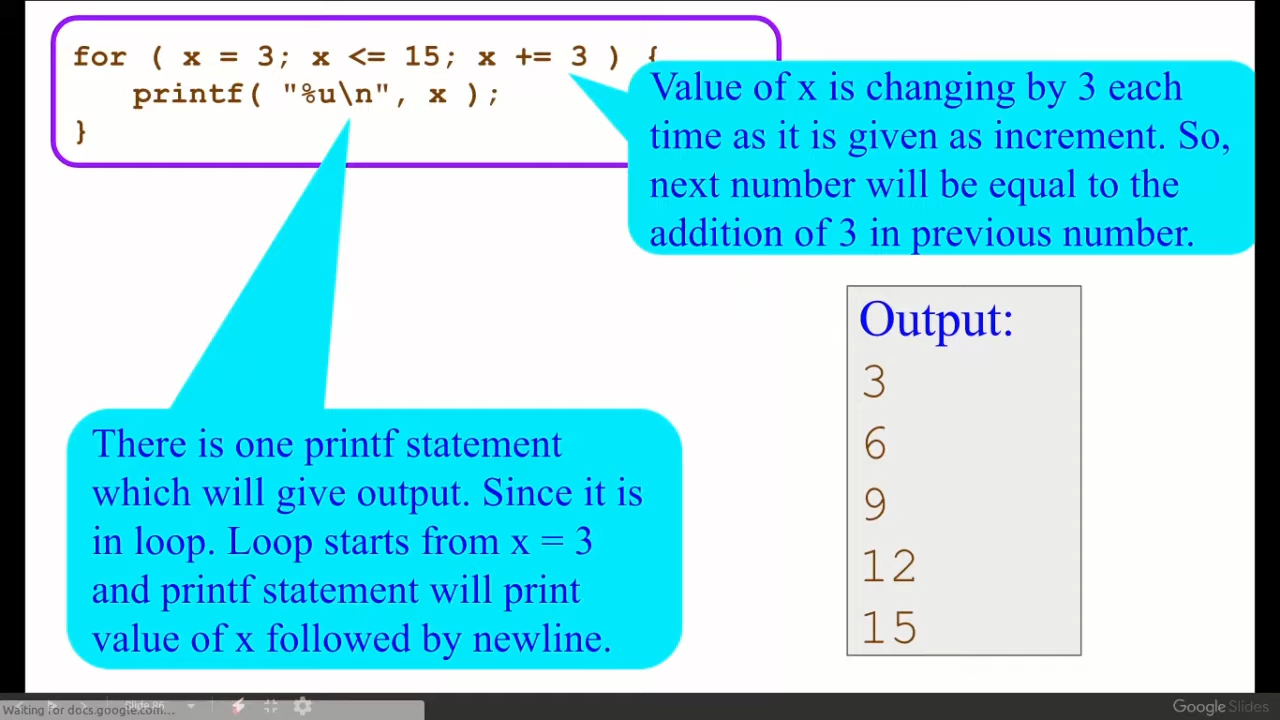 for ( x = 3; x <= 15; x += 3 ) {
printf( "%u\n", x );
}
Value of x is changing by 3 each
time as it is given as increment. So,
next number will be equal to the
addition of 3 in previous number.
Output:
3
6
9
12
15
There is one printf statement
which will give output. Since it is
in loop. Loop starts from x = 3
and printf statement will print
value of x followed by newline.
Waiting for docs.google.com...
Slide 86
Google Slides